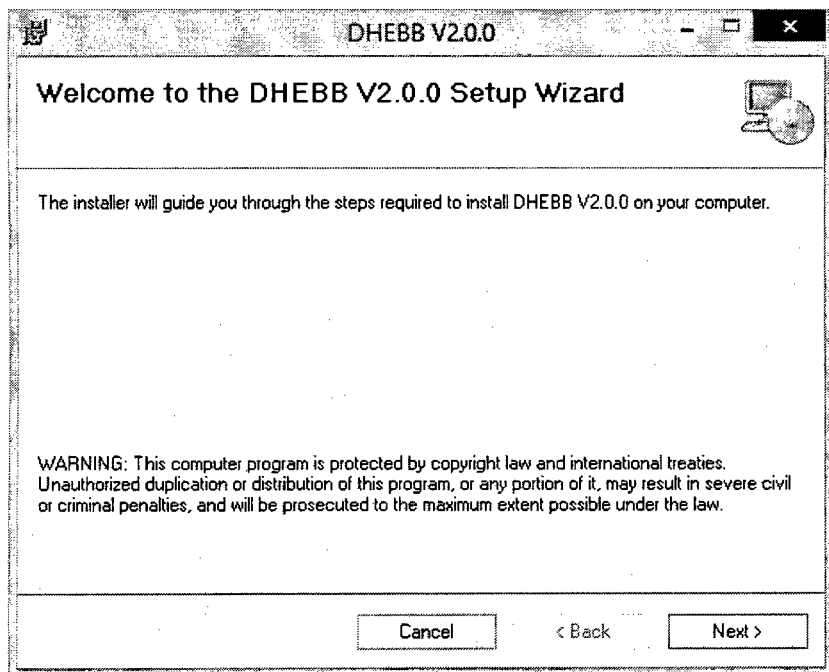 DHEBB V2.0.0
Welcome to the DHEBB V2.0.0 Setup Wizard
The installer will guide you through the steps required to install DHEBB V2.0.0 on your computer.
WARNING: This computer program is protected by copyright law and international treaties.
Unauthorized duplication or distribution of this program, or any portion of it, may result in severe civil
or criminal penalties, and will be prosecuted to the maximum extent possible under the law.
Cancel < Back Next >